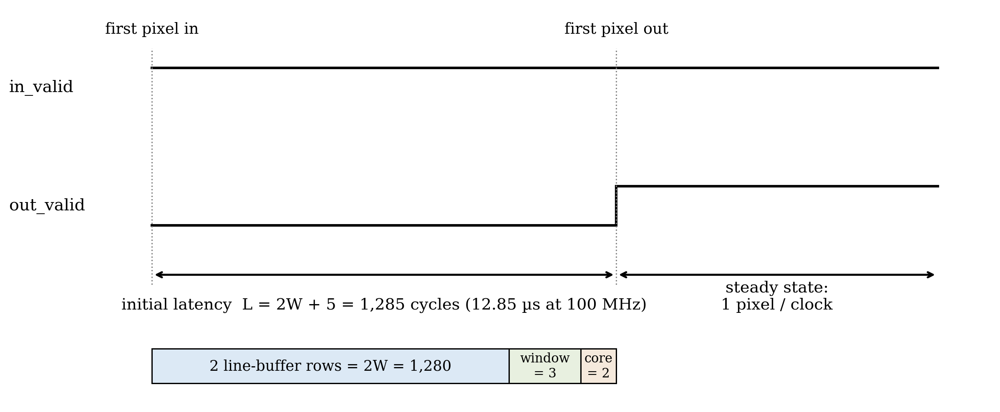 first pixel in
first pixel out
in_valid
out_valid
steady state:
initial latency  L = 2W + 5 = 1,285 cycles (12.85 µs at 100 MHz)
1 pixel / clock
2 line-buffer rows = 2W = 1,280
window
= 3
core
= 2